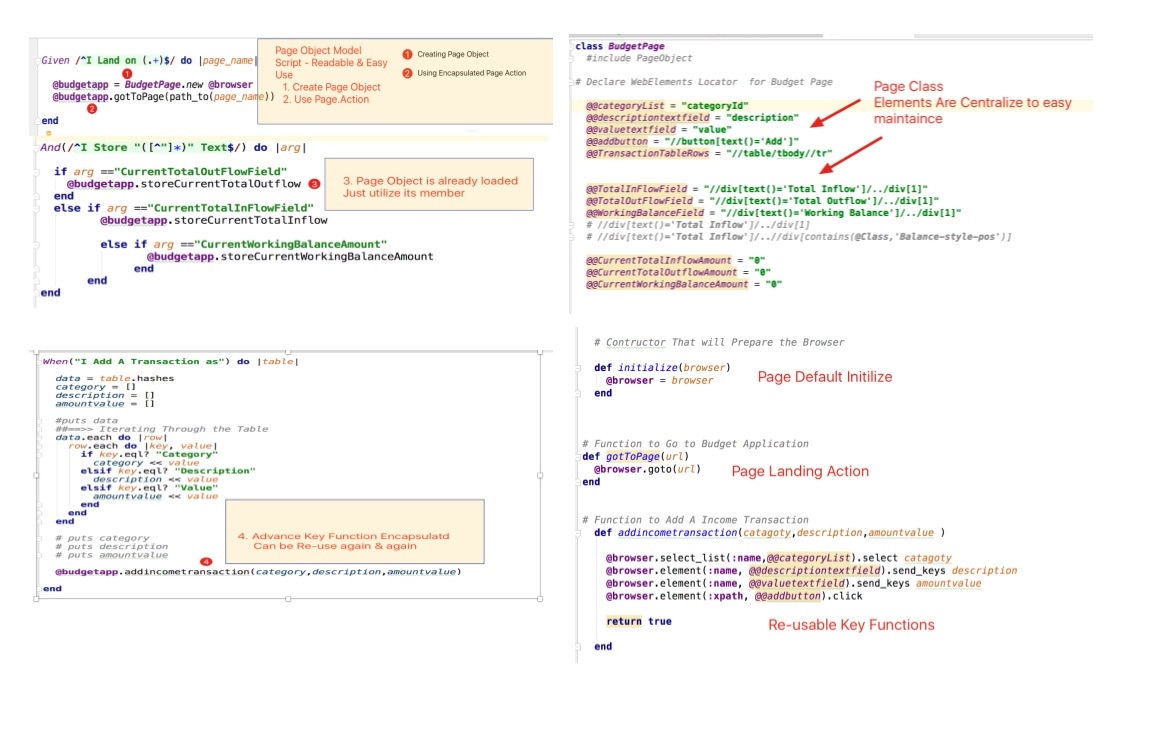 Given /^I Land on (.+)$/ do |page_name|
1
@budgetapp = BudgetPage.new @browser
@budgetapp.gotToPage(path_to(page_name))
2
end
Page Object Model
Script - Readable & Easy
Use
1. Create Page Object
2. Use Page.Action
1 Creating Page Object
2 Using Encapsulated Page Action
And(/^I Store "([^"]*)" Text$/) do |arg|
if arg =="CurrentTotalOutFlowField"
@budgetapp.storeCurrentTotalOutflow 3
end
else if arg =="CurrentTotalInFlowField"
@budgetapp.storeCurrentTotalInflow
else if arg =="CurrentWorkingBalanceAmount"
@budgetapp.storeCurrentWorkingBalanceAmount
end
end
end
3. Page Object is already loaded
Just utilize its member
When("I Add A Transaction as") do |table|
data = table.hashes
category = []
description = []
amountvalue = []
#puts data
##==>> Iterating Through the Table
data.each do |row|
row.each do |key, value|
if key.eql? "Category"
category << value
elsif key.eql? "Description"
description << value
elsif key.eql? "Value"
amountvalue << value
end
end
end
# puts category
# puts description
# puts amountvalue
4
@budgetapp.addincometransaction(category,description,amountvalue)
end
4. Advance Key Function Encapsulatd
Can be Re-use again & again
class BudgetPage
#include PageObject
# Declare WebElements Locator for Budget Page
@@categoryList = "categoryId"
@@descriptiontextfield = "description"
@@valuetextfield = "value"
@@addbutton = "//button[text()='Add']"
@@TransactionTableRows = "//table/tbody//tr"
@@TotalInFlowField = "//div[text()='Total Inflow']/../div[1]"
@@TotalOutFlowField = "//div[text()='Total Outflow']/../div[1]"
@@WorkingBalanceField = "//div[text()='Working Balance']/../div[1]"
# //div[text()='Total Inflow']/../div[1]
# //div[text()='Total Inflow']/..//div[contains(@Class,'Balance-style-pos')]
@@CurrentTotalInflowAmount = "0"
@@CurrentTotalOutflowAmount = "0"
@@CurrentWorkingBalanceAmount = "0"
Page Class
Elements Are Centralize to easy
maintaince
# Contructor That will Prepare the Browser
def initialize(browser)
@browser = browser
end
Page Default Initilize
# Function to Go to Budget Application
def gotToPage(url)
@browser.goto(url)
end
Page Landing Action
# Function to Add A Income Transaction
def addincometransaction(catagoty,description,amountvalue )
@browser.select_list(:name,@@categoryList).select catagoty
@browser.element(:name, @@descriptiontextfield).send_keys description
@browser.element(:name, @@valuetextfield).send_keys amountvalue
@browser.element(:xpath, @@addbutton).click
return true
end
Re-usable Key Functions